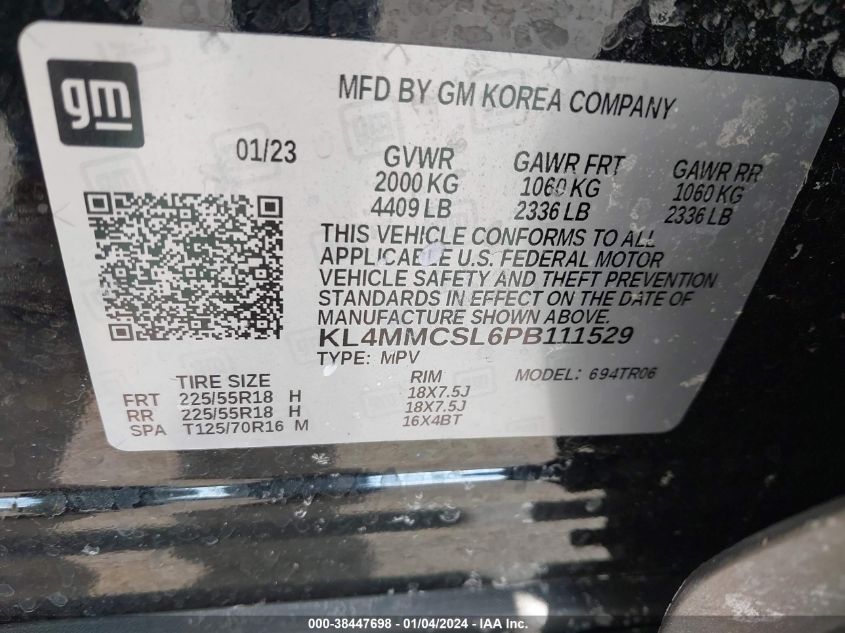 gm
MFD BY GM KOREA COMPANY
01/23
GVWR
2000 KG
4409 LB
GAWR FRT
1060 KG
2336 LB
GAWR RR
1060 KG
2336 LB
THIS VEHICLE CONFORMS TO ALL
APPLICABLE U.S. FEDERAL MOTOR
VEHICLE SAFETY AND THEFT PREVENTION
STANDARDS IN EFFECT ON THE DATE OF
MANUFACTURE SHOWN ABOVE.
KL4MMCSL6PB111529
TYPE: MPV
MODEL: 694TR06
TIRE SIZE RIM
FRT 225/55R18 H 18X7.5J
RR 225/55R18 H 18X7.5J
SPA T125/70R16 M 16X4BT
000-38447698 - 01/04/2024 - IAA Inc.